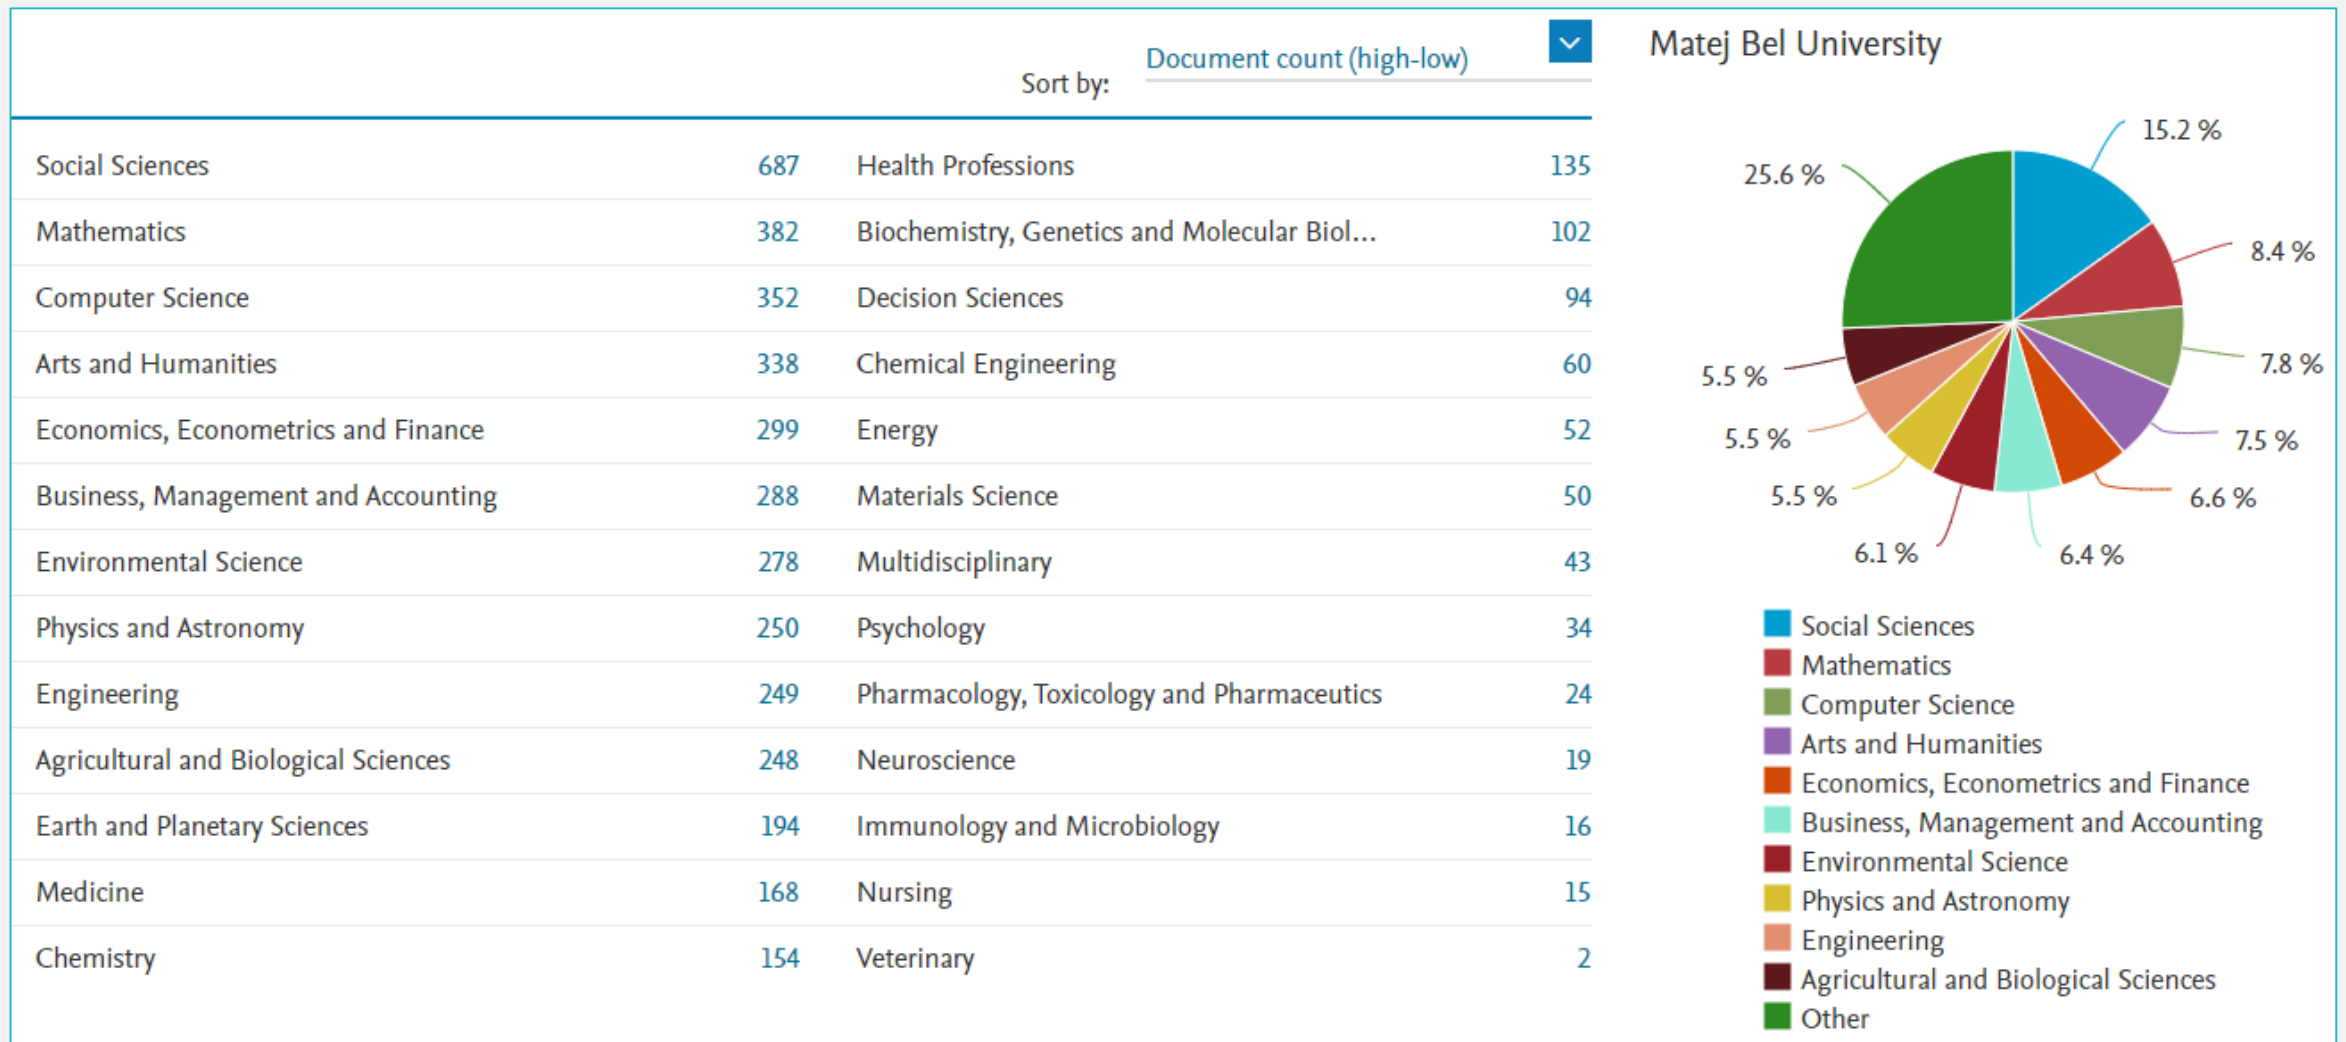 Document count (high-low)
Sort by:
Social Sciences 687 Health Professions 135
Mathematics 382 Biochemistry, Genetics and Molecular Biol... 102
Computer Science 352 Decision Sciences 94
Arts and Humanities 338 Chemical Engineering 60
Economics, Econometrics and Finance 299 Energy 52
Business, Management and Accounting 288 Materials Science 50
Environmental Science 278 Multidisciplinary 43
Physics and Astronomy 250 Psychology 34
Engineering 249 Pharmacology, Toxicology and Pharmaceutics 24
Agricultural and Biological Sciences 248 Neuroscience 19
Earth and Planetary Sciences 194 Immunology and Microbiology 16
Medicine 168 Nursing 15
Chemistry 154 Veterinary 2
Matej Bel University
15.2 %
25.6 %
8.4 %
7.8 %
5.5 %
5.5 %
7.5 %
5.5 %
6.6 %
6.1 %
6.4 %
Social Sciences
Mathematics
Computer Science
Arts and Humanities
Economics, Econometrics and Finance
Business, Management and Accounting
Environmental Science
Physics and Astronomy
Engineering
Agricultural and Biological Sciences
Other